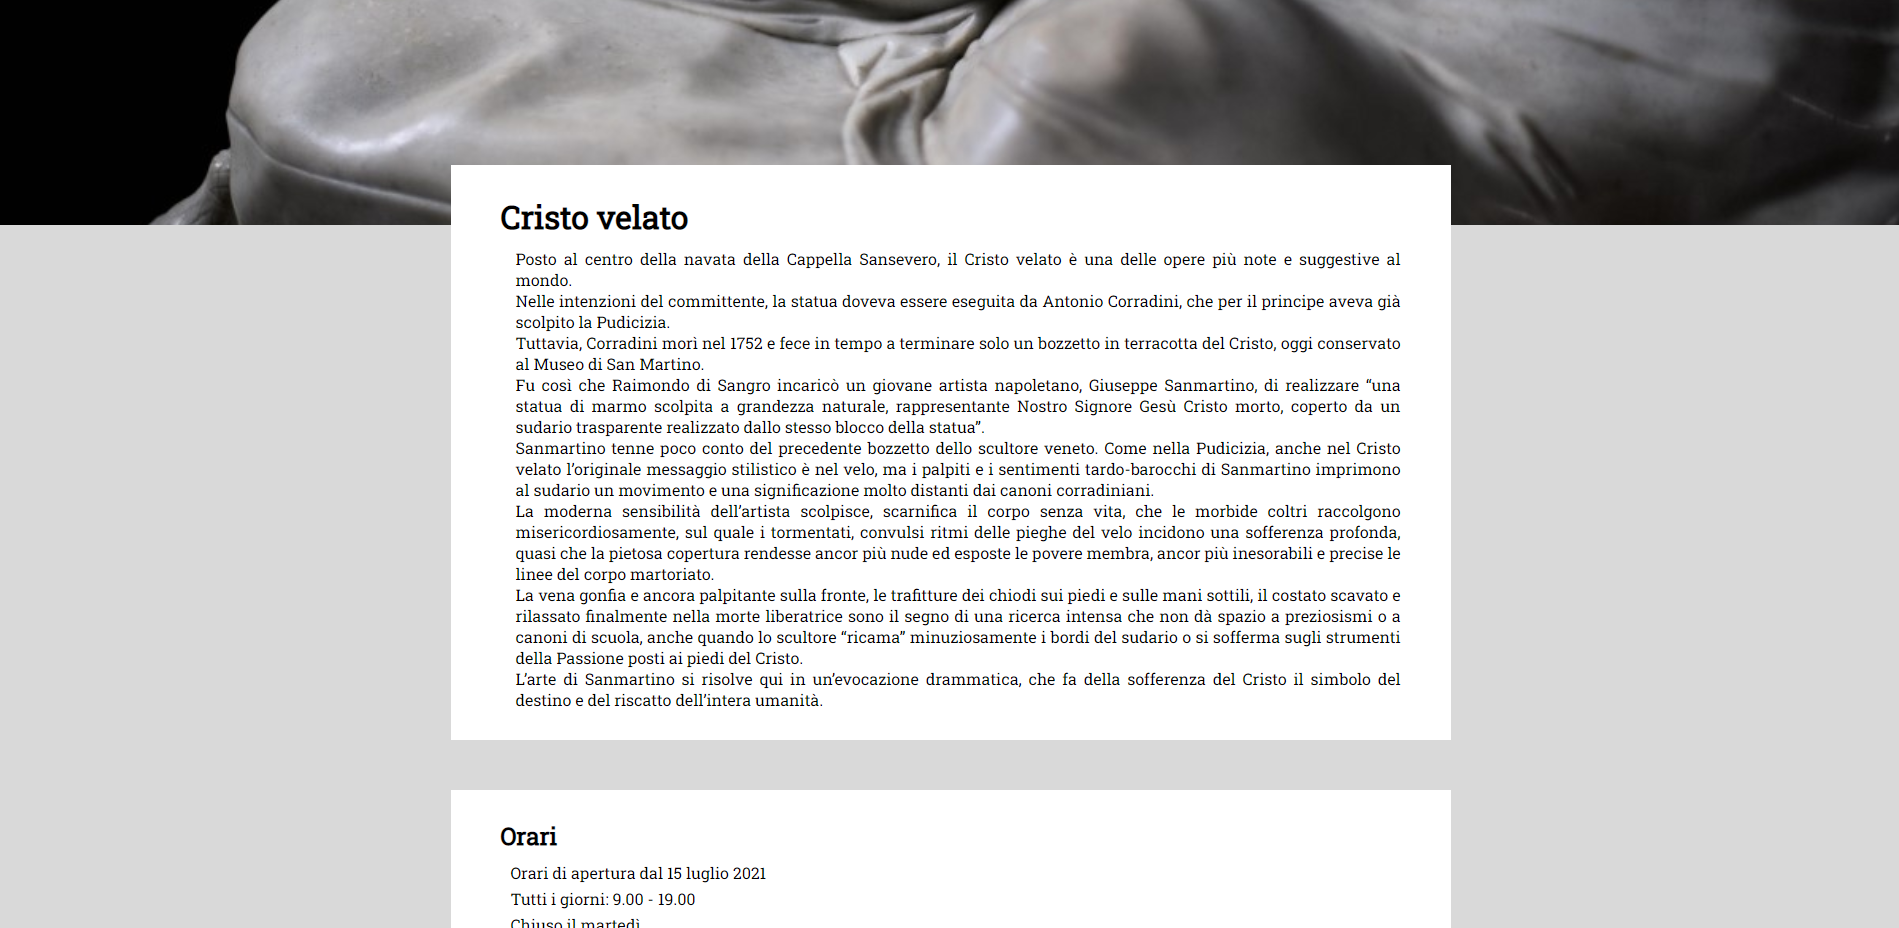 Cristo velato
Posto al centro della navata della Cappella Sansevero, il Cristo velato è una delle opere più note e suggestive al
mondo.
Nelle intenzioni del committente, la statua doveva essere eseguita da Antonio Corradini, che per il principe aveva già
scolpito la Pudicizia.
Tuttavia, Corradini morì nel 1752 e fece in tempo a terminare solo un bozzetto in terracotta del Cristo, oggi conservato
al Museo di San Martino.
Fu così che Raimondo di Sangro incaricò un giovane artista napoletano, Giuseppe Sanmartino, di realizzare “una
statua di marmo scolpita a grandezza naturale, rappresentante Nostro Signore Gesù Cristo morto, coperto da un
sudario trasparente realizzato dallo stesso blocco della statua”.
Sanmartino tenne poco conto del precedente bozzetto dello scultore veneto. Come nella Pudicizia, anche nel Cristo
velato l’originale messaggio stilistico è nel velo, ma i palpiti e i sentimenti tardo-barocchi di Sanmartino imprimono
al sudario un movimento e una significazione molto distanti dai canoni corradiniani.
La moderna sensibilità dell’artista scolpisce, scarnifica il corpo senza vita, che le morbide coltri raccolgono
misericordiosamente, sul quale i tormentati, convulsi ritmi delle pieghe del velo incidono una sofferenza profonda,
quasi che la pietosa copertura rendesse ancor più nude ed esposte le povere membra, ancor più inesorabili e precise le
linee del corpo martoriato.
La vena gonfia e ancora palpitante sulla fronte, le trafitture dei chiodi sui piedi e sulle mani sottili, il costato scavato e
rilassato finalmente nella morte liberatrice sono il segno di una ricerca intensa che non dà spazio a preziosismi o a
canoni di scuola, anche quando lo scultore “ricama” minuziosamente i bordi del sudario o si sofferma sugli strumenti
della Passione posti ai piedi del Cristo.
L’arte di Sanmartino si risolve qui in un’evocazione drammatica, che fa della sofferenza del Cristo il simbolo del
destino e del riscatto dell’intera umanità.
Orari
Orari di apertura dal 15 luglio 2021
Tutti i giorni: 9.00 - 19.00
Chiuso il martedì